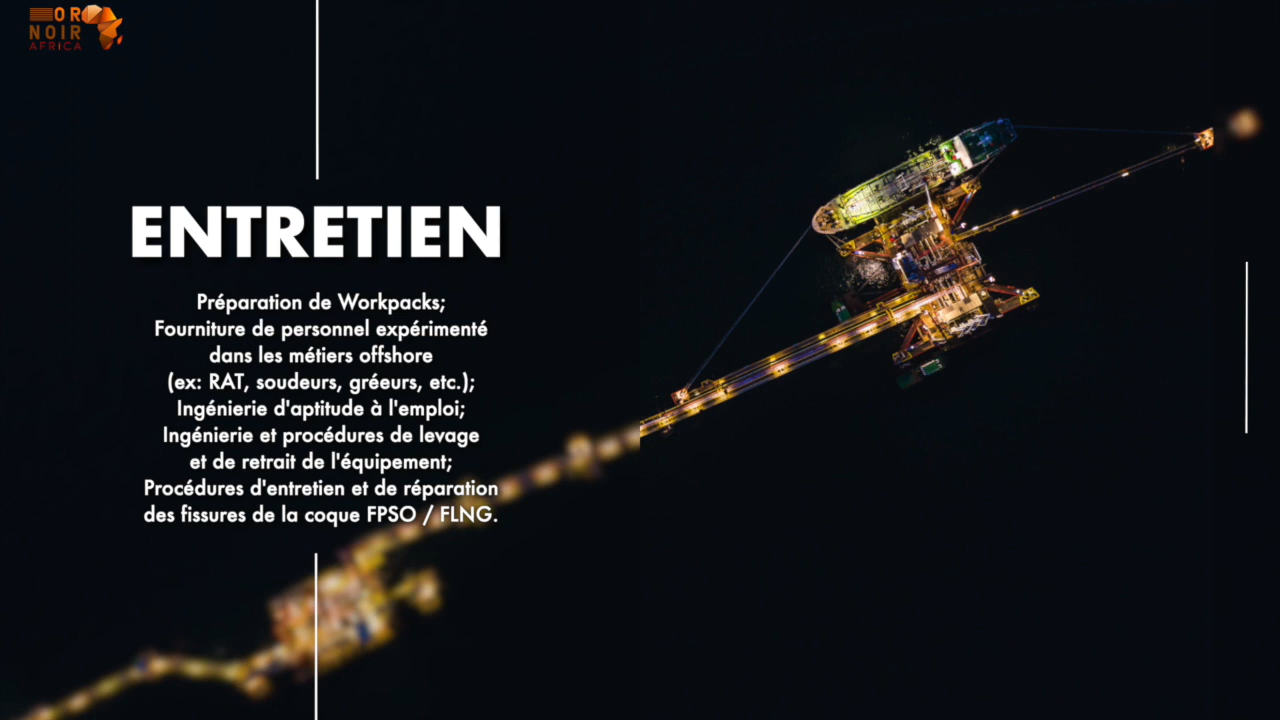 OR
NOIR
AFRICA
ENTRETIEN
Préparation de Workpacks;
Fourniture de personnel expérimenté
dans les métiers offshore
(ex: RAT, soudeurs, gréeurs, etc.);
Ingénierie d'aptitude à l'emploi;
Ingénierie et procédures de levage
et de retrait de l'équipement;
Procédures d'entretien et de réparation
des fissures de la coque FPSO / FLNG.